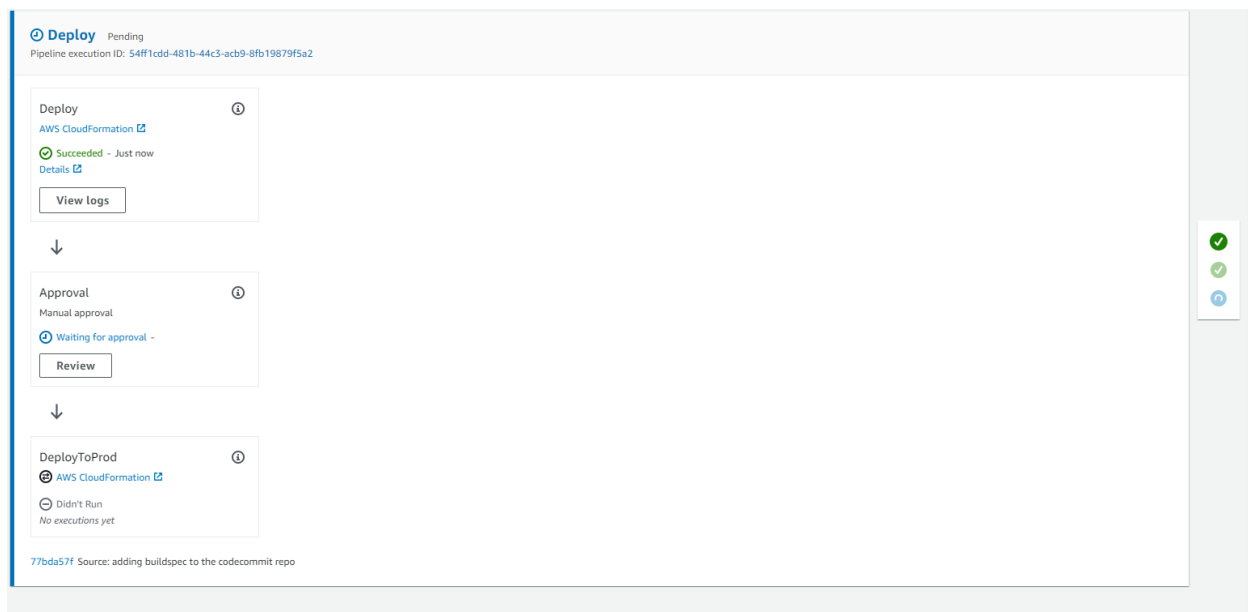 Deploy Pending
Pipeline execution ID: 54ff1cdd-481b-44c3-acb9-8fb19879f5a2
Deploy
AWS CloudFormation
Succeeded - Just now
Details
View logs
Approval
Manual approval
Waiting for approval -
Review
DeployToProd
AWS CloudFormation
Didn't Run
No executions yet
77bda57f Source: adding buildspec to the codecommit repo